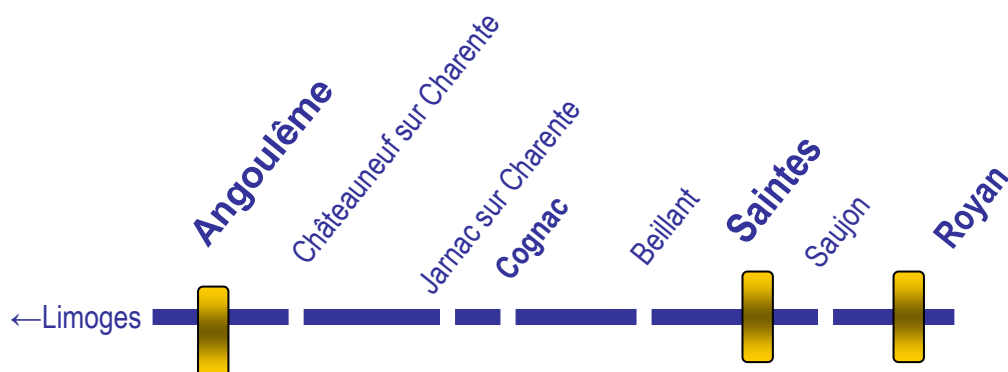 Angoulême
Châteauneuf sur Charente
Jarnac sur Charente
Cognac
Beillant
Saintes
Saujon
Royan
←Limoges